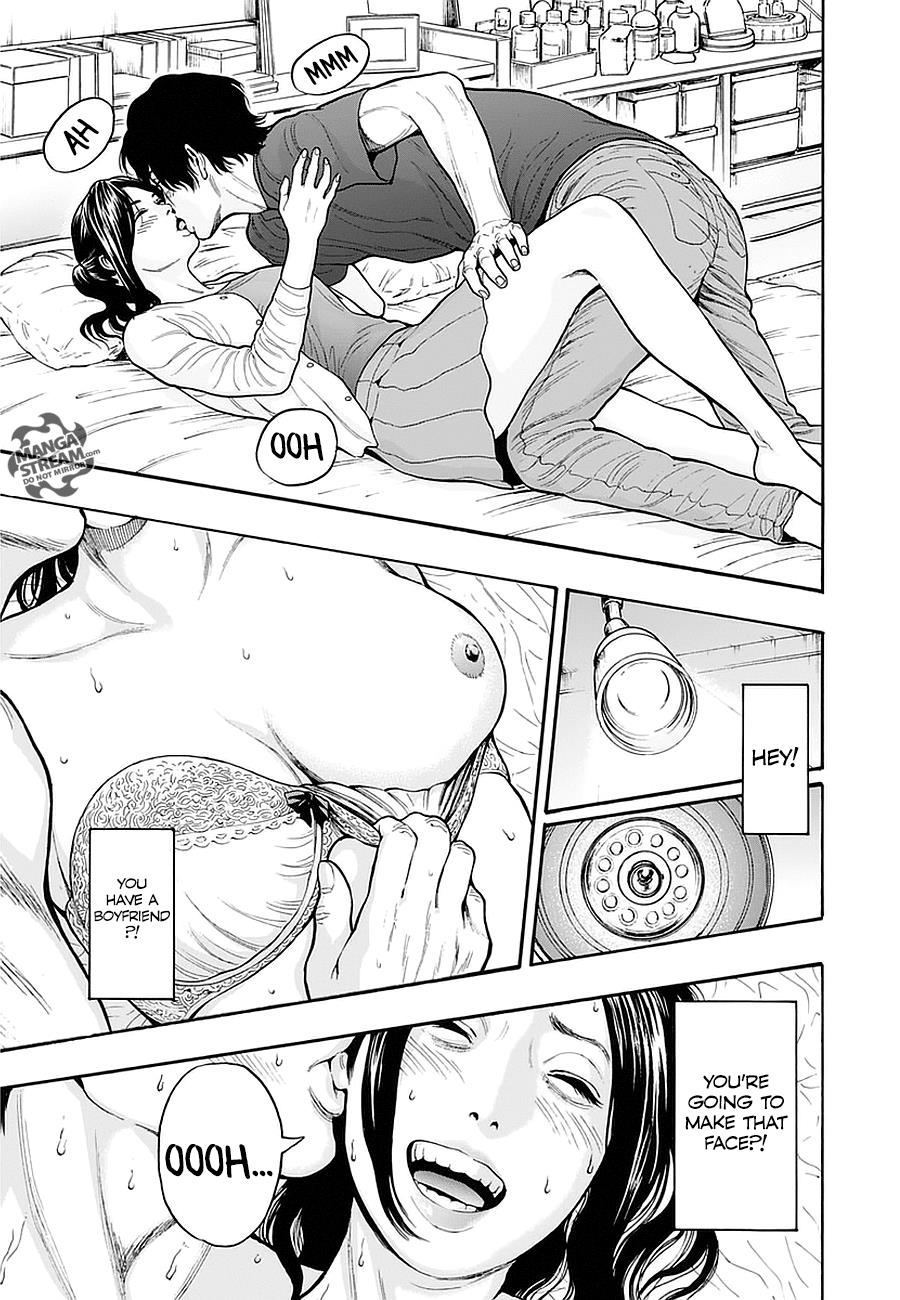 MMM
AH
OOH
MANGA
STREAM.com
DO NOT MIRROR
HEY!
YOU
HAVE A
BOYFRIEND
?!
YOU'RE
GOING TO
MAKE THAT
FACE?!
OOOH...